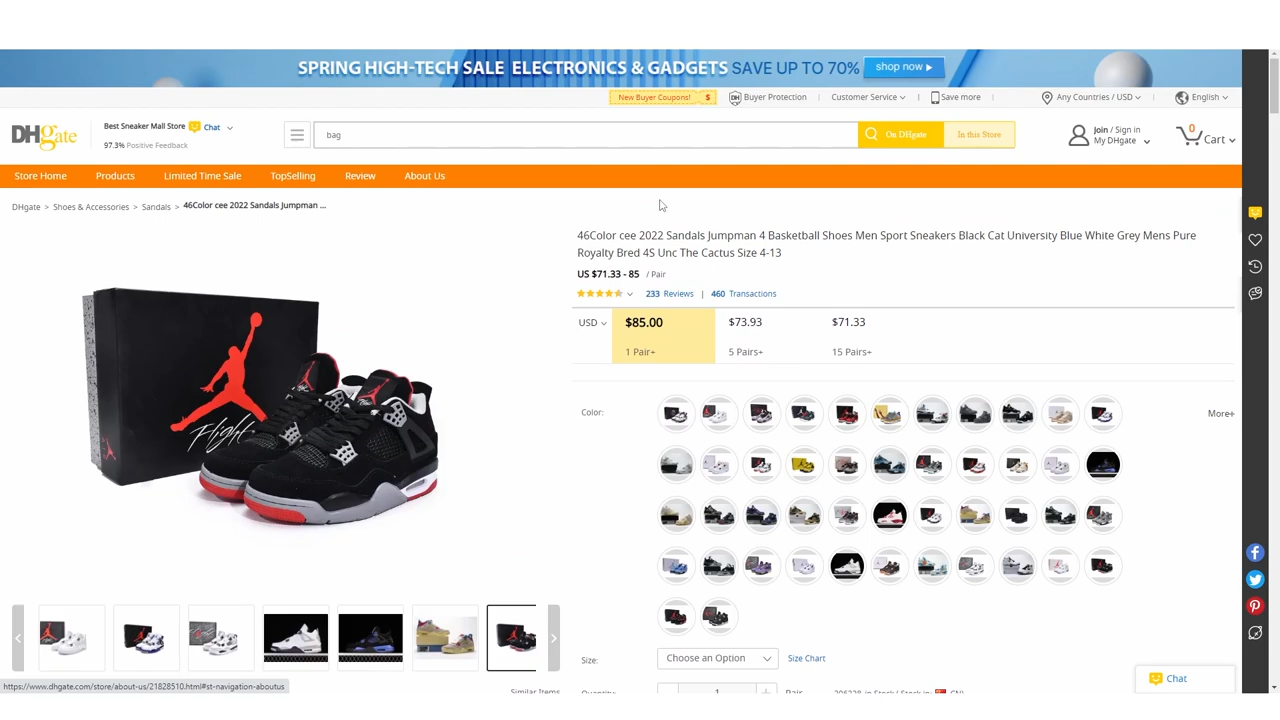 SPRING HIGH-TECH SALE ELECTRONICS & GADGETS SAVE UP TO 70% shop now
New Buyer Coupons! $ Buyer Protection Customer Service Save more Any Countries / USD English
DHgate Best Sneaker Mall Store Chat
97.3% Positive Feedback
bag On DHgate In this Store
Join / Sign in
My DHgate
0 Cart
Store Home Products Limited Time Sale TopSelling Review About Us
DHgate > Shoes & Accessories > Sandals > 46Color cee 2022 Sandals Jumpman ...
46Color cee 2022 Sandals Jumpman 4 Basketball Shoes Men Sport Sneakers Black Cat University Blue White Grey Mens Pure
Royalty Bred 4S Unc The Cactus Size 4-13
US $71.33 - 85 / Pair
233 Reviews | 460 Transactions
USD $85.00 $73.93 $71.33
1 Pair+ 5 Pairs+ 15 Pairs+
Flight
Color: More+
Size: Choose an Option Size Chart
Chat
https://www.dhgate.com/store/about-us/21828510.html#st-navigation-aboutus